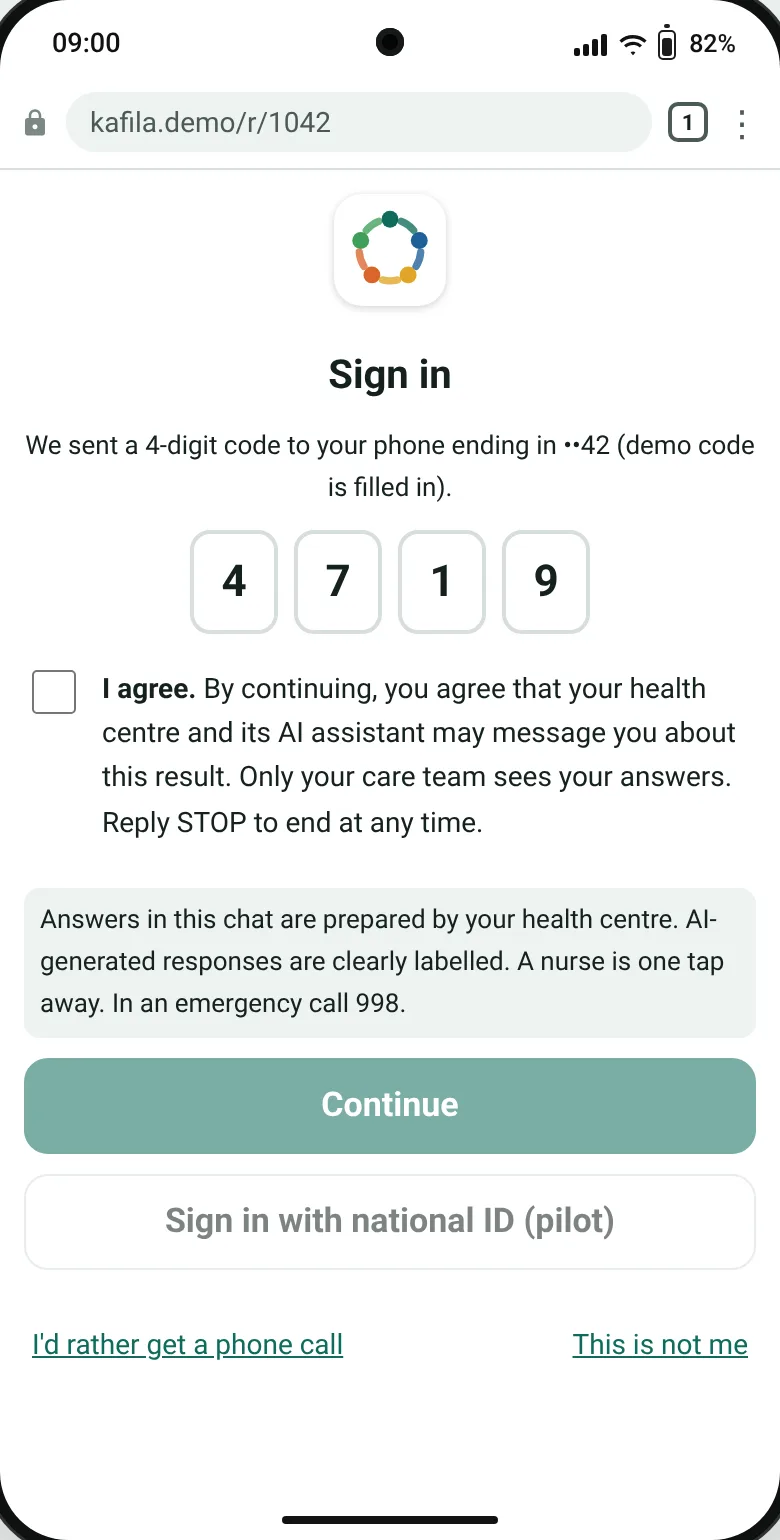 09:00
82%
kafila.demo/r/1042
1
Sign in
We sent a 4-digit code to your phone ending in ••42 (demo code
is filled in).
4 7 1 9
I agree. By continuing, you agree that your health
centre and its AI assistant may message you about
this result. Only your care team sees your answers.
Reply STOP to end at any time.
Answers in this chat are prepared by your health centre. AI-
generated responses are clearly labelled. A nurse is one tap
away. In an emergency call 998.
Continue
Sign in with national ID (pilot)
I'd rather get a phone call
This is not me